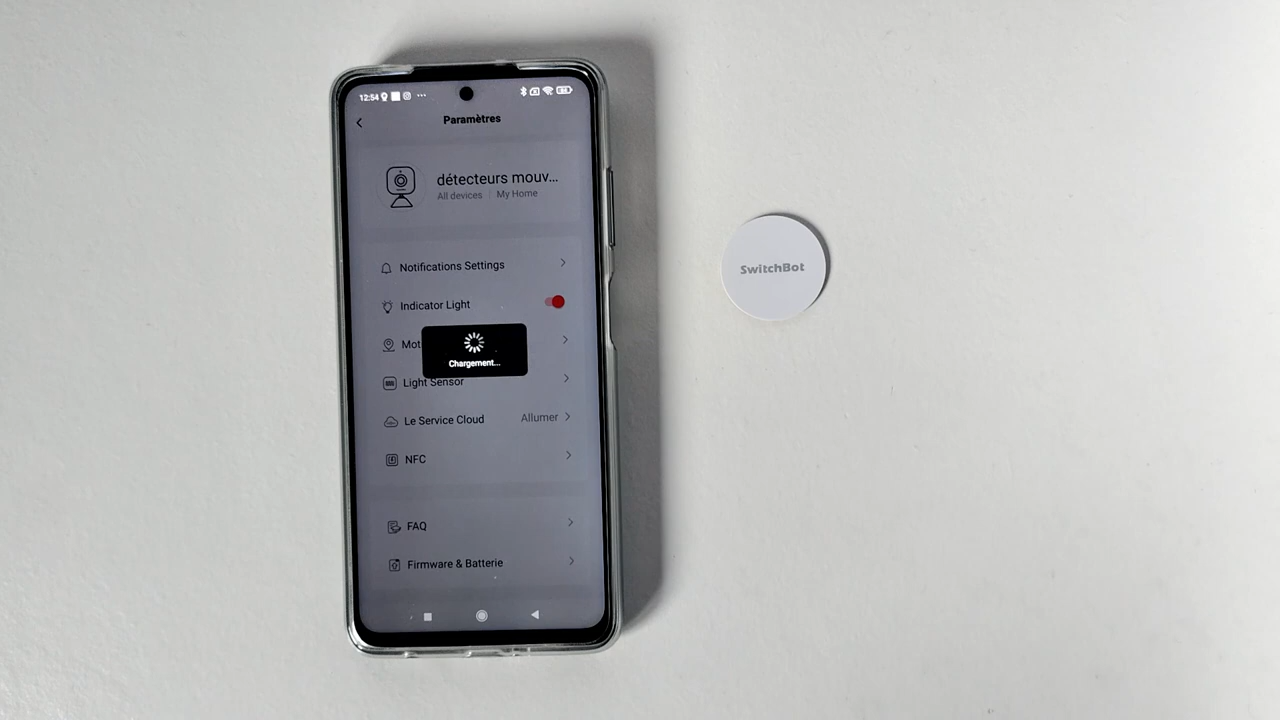 12:54
Paramètres
détecteurs mouv...
All devices | My Home
Notifications Settings
Indicator Light
Mot
Chargement...
Light Sensor
Le Service Cloud Allumer
NFC
FAQ
Firmware & Batterie
SwitchBot